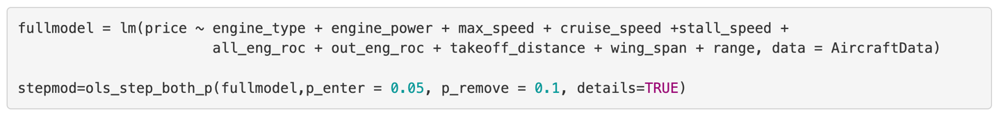 fullmodel = lm(price ~ engine_type + engine_power + max_speed + cruise_speed +stall_speed +
all_eng_roc + out_eng_roc + takeoff_distance + wing_span + range, data = AircraftData)
stepmod=ols_step_both_p(fullmodel,p_enter = 0.05, p_remove = 0.1, details=TRUE)